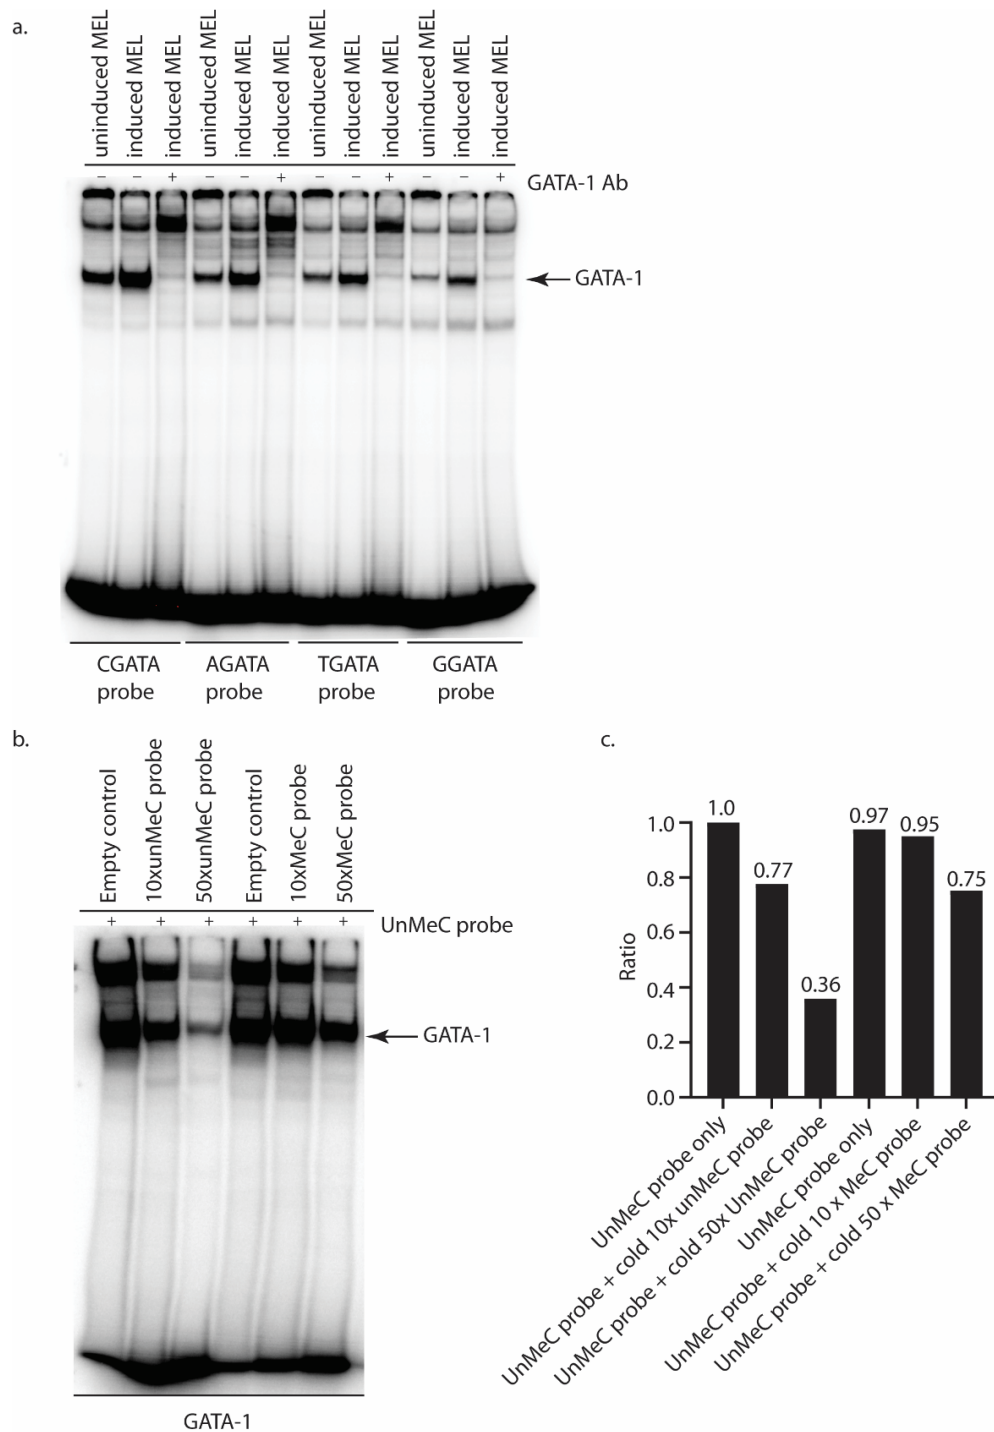 a.
uninduced MEL
induced MEL
induced MEL
uninduced MEL
induced MEL
induced MEL
uninduced MEL
induced MEL
induced MEL
uninduced MEL
induced MEL
induced MEL
− − + − − + − − + − − +
GATA-1 Ab
GATA-1
CGATA
probe
AGATA
probe
TGATA
probe
GGATA
probe
b.
Empty control
10xunMeC probe
50xunMeC probe
Empty control
10xMeC probe
50xMeC probe
+ + + + + +
UnMeC probe
GATA-1
GATA-1
c.
Ratio
1.0
0.8
0.6
0.4
0.2
0.0
1.0
0.77
0.36
0.97
0.95
0.75
UnMeC probe only
UnMeC probe + cold 10x unMeC probe
UnMeC probe + cold 50x UnMeC probe
UnMeC probe only
UnMeC probe + cold 10 x MeC probe
UnMeC probe + cold 50 x MeC probe